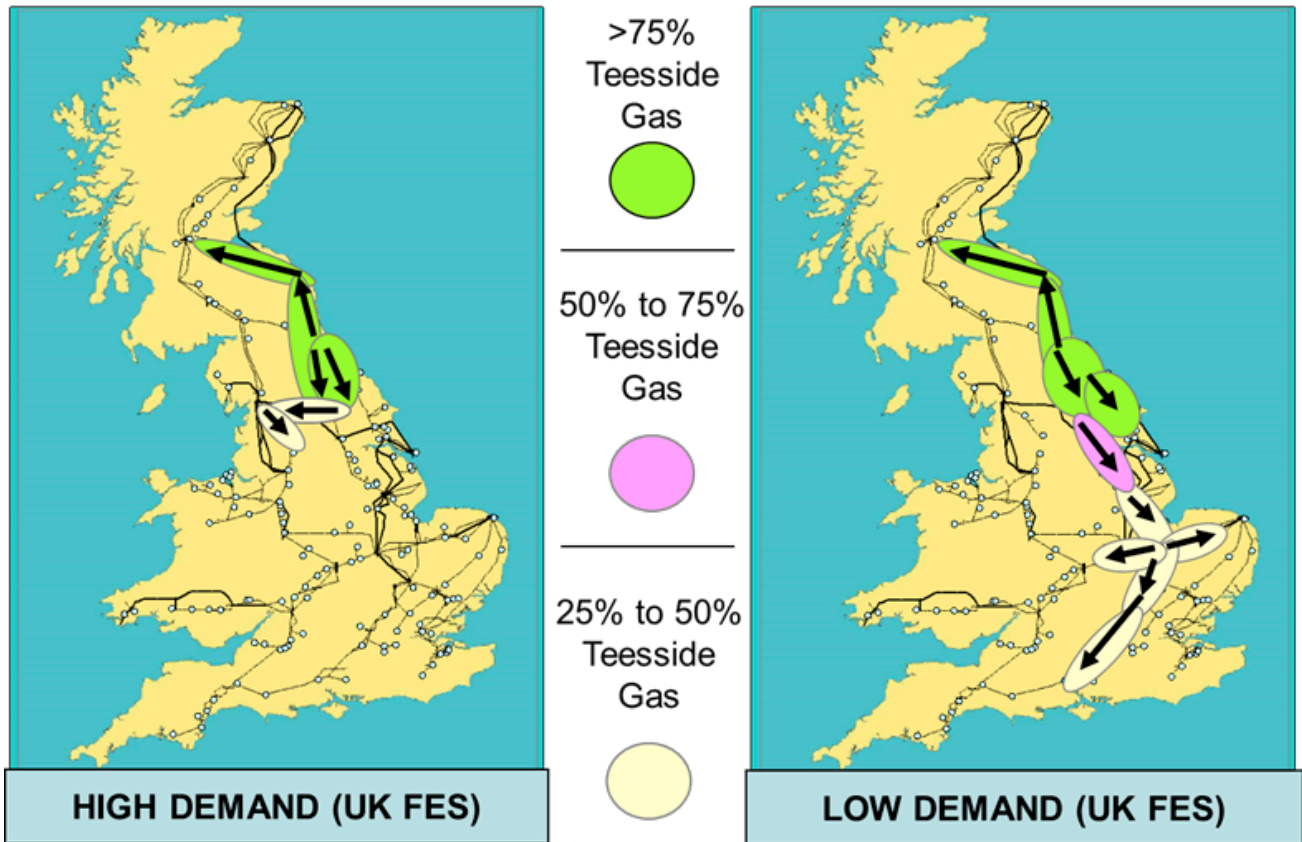 >75%
Teesside
Gas
50% to 75%
Teesside
Gas
25% to 50%
Teesside
Gas
HIGH DEMAND (UK FES)
LOW DEMAND (UK FES)